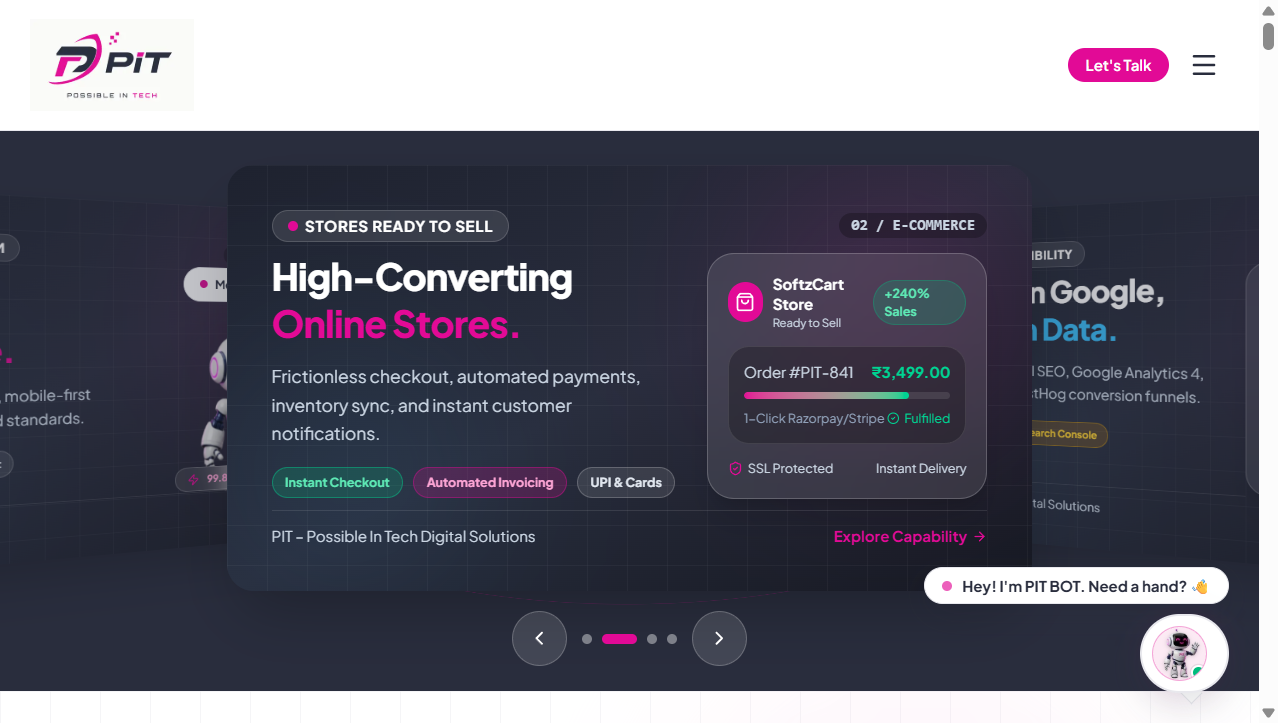 PiT
POSSIBLE IN TECH
Let's Talk
STORES READY TO SELL
02 / E-COMMERCE
High-Converting
Online Stores.
Frictionless checkout, automated payments,
inventory sync, and instant customer
notifications.
Instant Checkout
Automated Invoicing
UPI & Cards
SoftzCart
Store
Ready to Sell
+240%
Sales
Order #PIT-841
₹3,499.00
1-Click Razorpay/Stripe
Fulfilled
SSL Protected
Instant Delivery
PIT – Possible In Tech Digital Solutions
Explore Capability →
, mobile-first
standards.
99.8
Google,
Data.
SEO, Google Analytics 4,
conversion funnels.
Console
Solutions
Hey! I'm PIT BOT. Need a hand? 👋